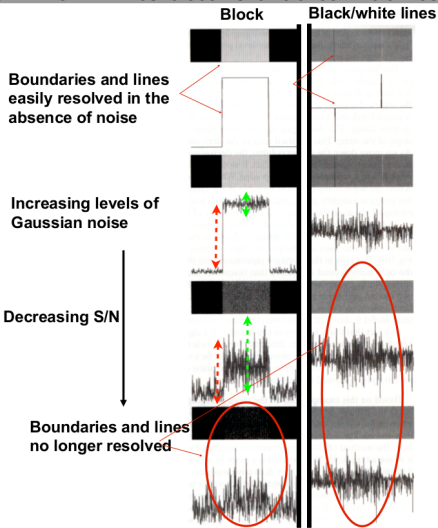 Block
Black/white lines
Boundaries and lines
easily resolved in the
absence of noise
Increasing levels of
Gaussian noise
Decreasing S/N
Boundaries and lines
no longer resolved